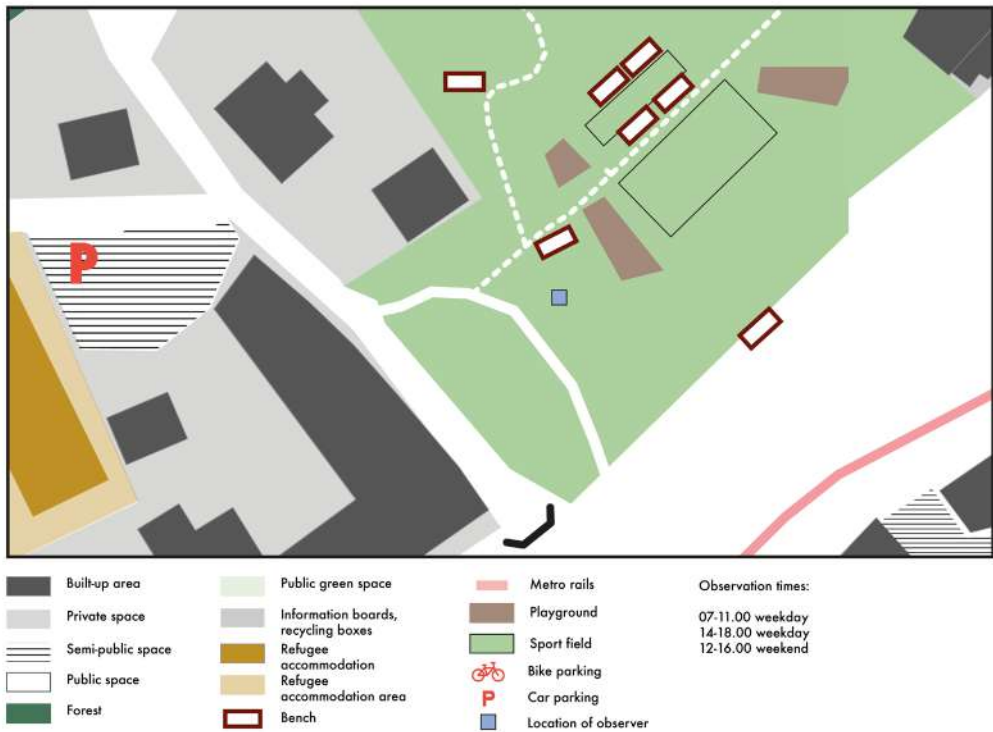 P
Built-up area
Private space
Semi-public space
Public space
Forest
Public green space
Information boards,
recycling boxes
Refugee
accommodation
Refugee
accommodation area
Bench
Metro rails
Playground
Sport field
Bike parking
P Car parking
Location of observer
Observation times:
07-11.00 weekday
14-18.00 weekday
12-16.00 weekend